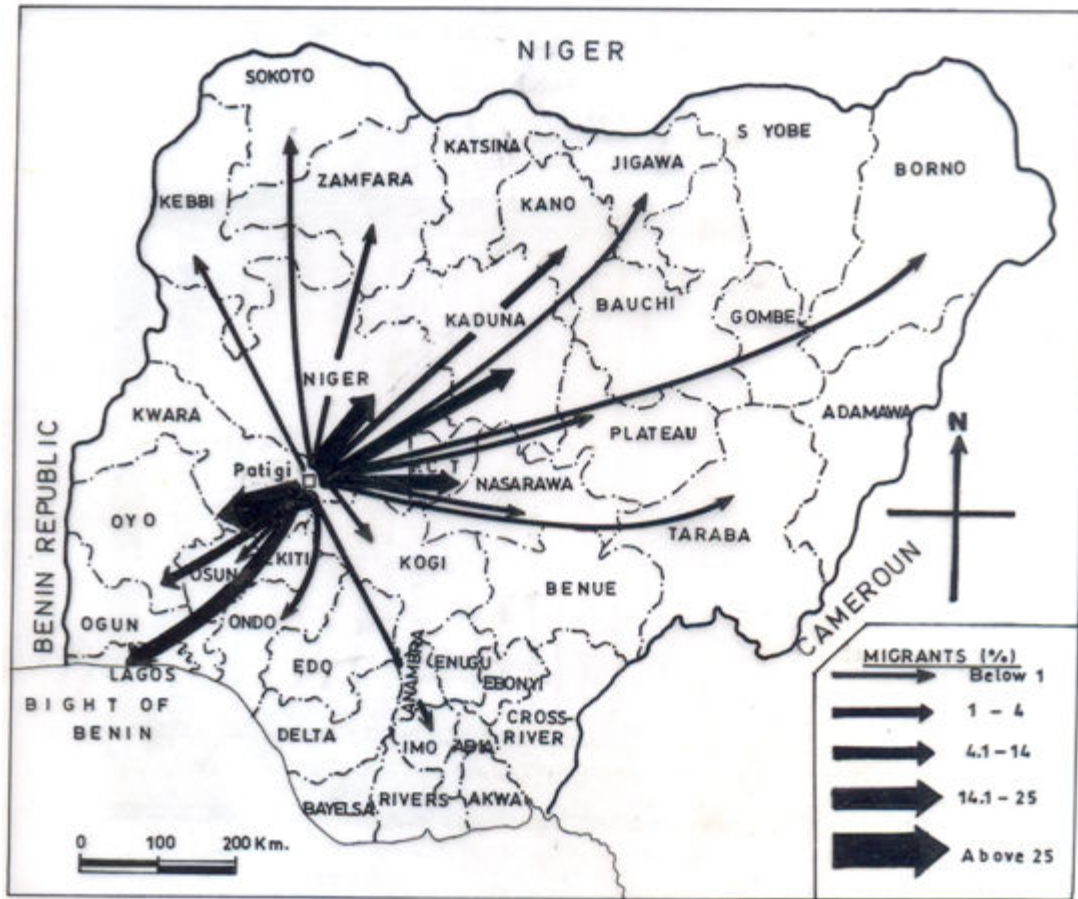 NIGER
SOKOTO
KATSINA
S YOBE
JIGAWA
BORNO
ZAMFARA
KEBBI
KANO
BAUCHI
GOMBE
KADUNA
NIGER
KWARA
ADAMAWA
PLATEAU
N
Patigi
C. T
NASARAWA
OYO
TARABA
BENIN REPUBLIC
EKITI
KOGI
OSUN
BENUE
CAMEROUN
OGUN
ONDO
EDO
ANAMBRA
ENUGU
EBONYI
LAGOS
BIGHT OF
BENIN
DELTA
IMO
ABIA
CROSS-
RIVER
BAYELSA
RIVERS
AKWA
0 100 200 Km.
MIGRANTS (%)
Below 1
1 - 4
4.1-14
14.1-25
Above 25